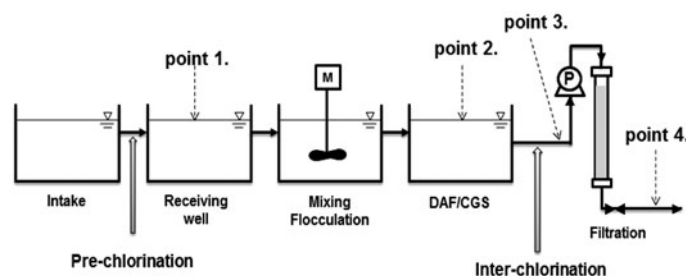 point 1.
point 2.
point 3.
M
P
point 4.
Intake
Receiving
well
Mixing
Flocculation
DAF/CGS
Filtration
Pre-chlorination
Inter-chlorination